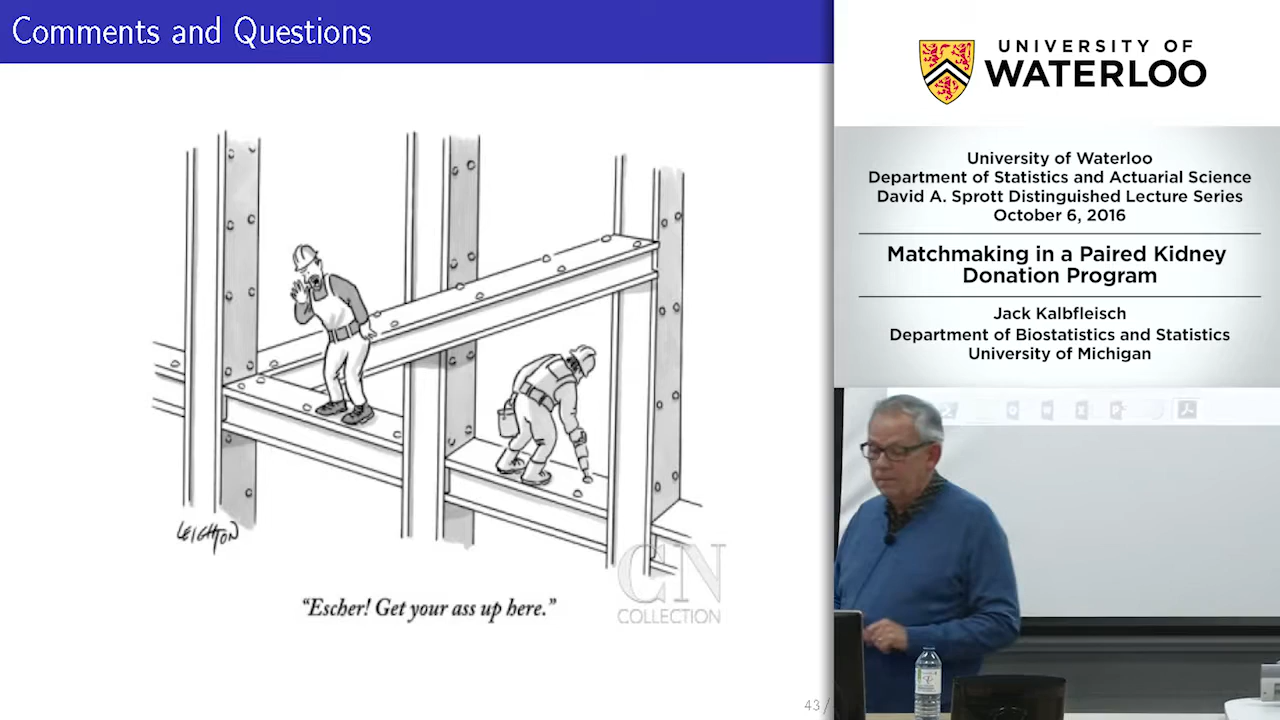 Comments and Questions
LEIGHTON
CN
COLLECTION
“Escher! Get your ass up here.”
43 /
UNIVERSITY OF
WATERLOO
University of Waterloo
Department of Statistics and Actuarial Science
David A. Sprott Distinguished Lecture Series
October 6, 2016
Matchmaking in a Paired Kidney
Donation Program
Jack Kalbfleisch
Department of Biostatistics and Statistics
University of Michigan